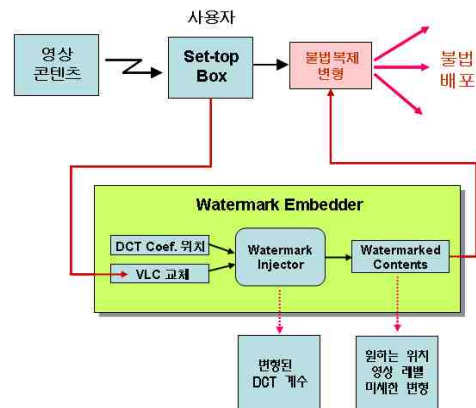 사용자
영상
콘텐츠
Set-top
Box
불법복제
변형
불법
배포
Watermark Embedder
DCT Coef. 위치
VLC 교체
Watermark
Injector
Watermarked
Contents
변형된
DCT 계수
원하는 위치
영상 레벨
미세한 변형